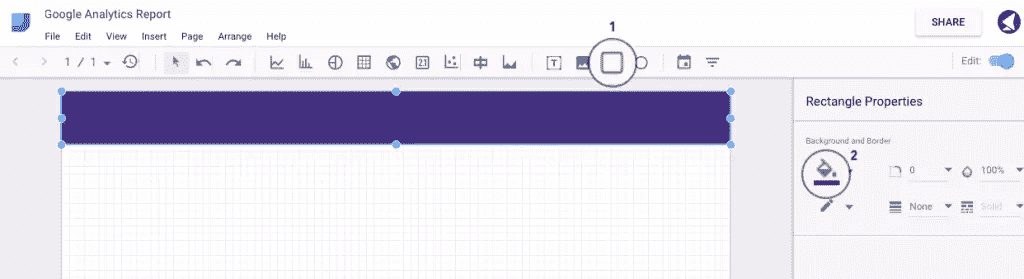 Google Analytics Report
File Edit View Insert Page Arrange Help
SHARE
1
1 / 1
21
T
Edit:
Rectangle Properties
Background and Border
2
0
100%
None
Solid